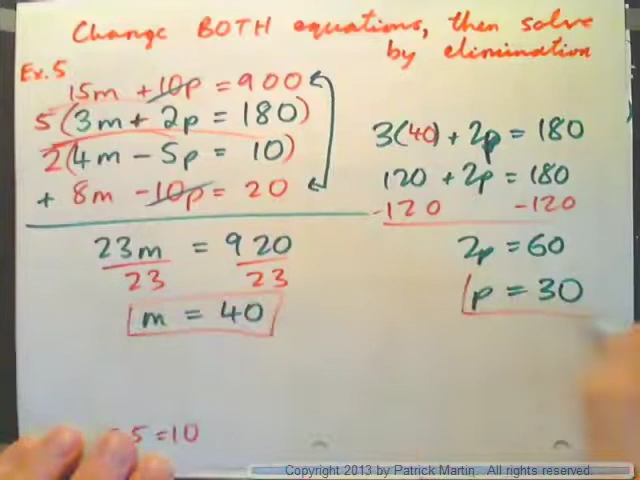 Change BOTH equations, then solve
by elimination
Ex.5
15m + 10p = 900
5(3m + 2p = 180)
2(4m - 5p = 10)
+ 8m - 10p = 20
23m = 920
23 23
m = 40
3(40) + 2p = 180
120 + 2p = 180
-120 -120
2p = 60
p = 30
5 = 10
Copyright 2013 by Patrick Martin. All rights reserved.